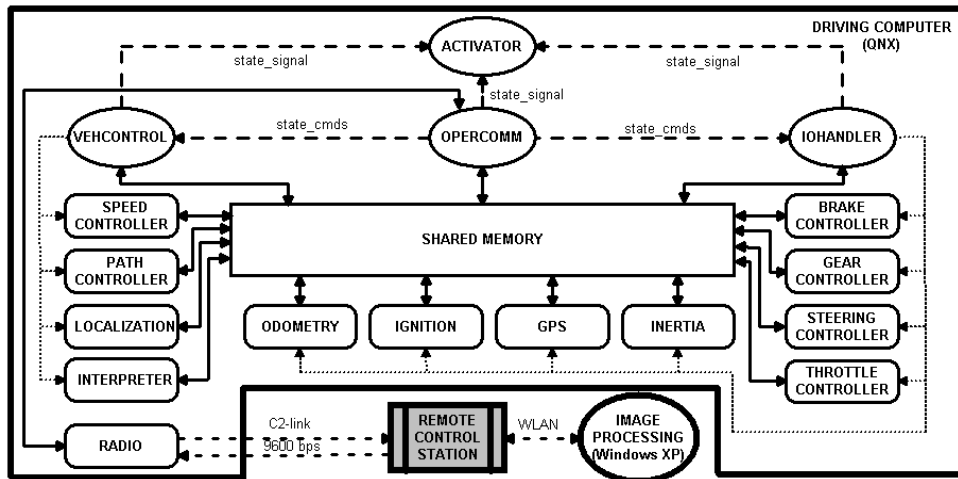 DRIVING COMPUTER
(QNX)
ACTIVATOR
state_signal
state_signal
state_signal
VEHCONTROL
state_cmds
OPERCOMM
state_cmds
IOHANDLER
SPEED
CONTROLLER
SHARED MEMORY
BRAKE
CONTROLLER
PATH
CONTROLLER
GEAR
CONTROLLER
LOCALIZATION
ODOMETRY
IGNITION
GPS
INERTIA
STEERING
CONTROLLER
INTERPRETER
THROTTLE
CONTROLLER
RADIO
C2-link
9600 bps
REMOTE
CONTROL
STATION
WLAN
IMAGE
PROCESSING
(Windows XP)